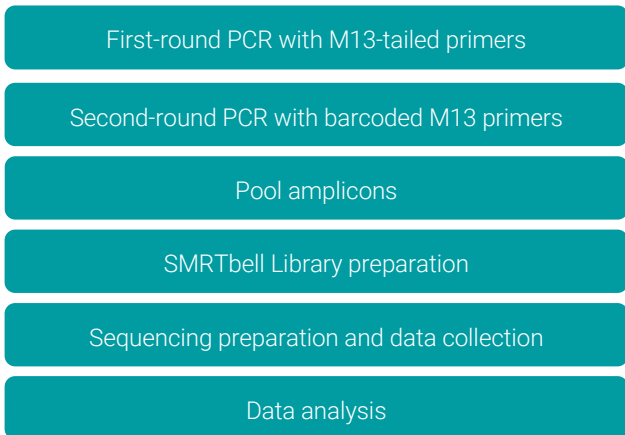 First-round PCR with M13-tailed primers
Second-round PCR with barcoded M13 primers
Pool amplicons
SMRTbell Library preparation
Sequencing preparation and data collection
Data analysis